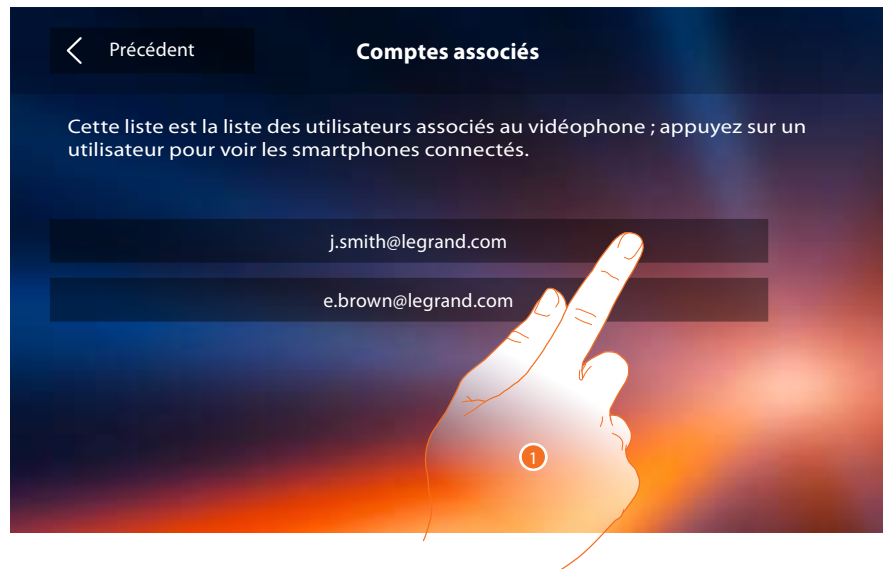 Précédent
Comptes associés
Cette liste est la liste des utilisateurs associés au vidéophone ; appuyez sur un
utilisateur pour voir les smartphones connectés.
j.smith@legrand.com
e.brown@legrand.com
1